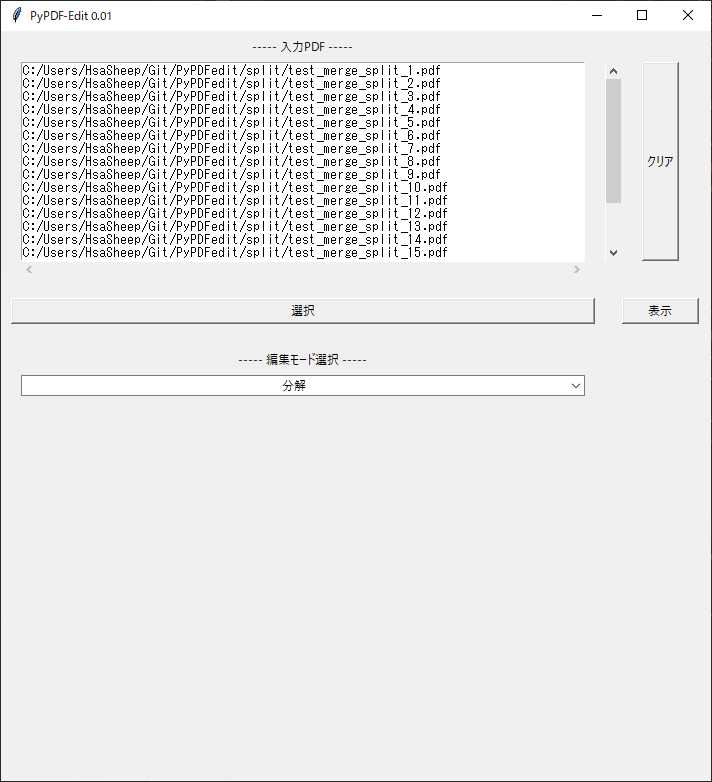 PyPDF-Edit 0.01
----- 入力PDF -----
C:/Users/HsaSheep/Git/PyPDFedit/split/test_merge_split_1.pdf
C:/Users/HsaSheep/Git/PyPDFedit/split/test_merge_split_2.pdf
C:/Users/HsaSheep/Git/PyPDFedit/split/test_merge_split_3.pdf
C:/Users/HsaSheep/Git/PyPDFedit/split/test_merge_split_4.pdf
C:/Users/HsaSheep/Git/PyPDFedit/split/test_merge_split_5.pdf
C:/Users/HsaSheep/Git/PyPDFedit/split/test_merge_split_6.pdf
C:/Users/HsaSheep/Git/PyPDFedit/split/test_merge_split_7.pdf
C:/Users/HsaSheep/Git/PyPDFedit/split/test_merge_split_8.pdf
C:/Users/HsaSheep/Git/PyPDFedit/split/test_merge_split_9.pdf
C:/Users/HsaSheep/Git/PyPDFedit/split/test_merge_split_10.pdf
C:/Users/HsaSheep/Git/PyPDFedit/split/test_merge_split_11.pdf
C:/Users/HsaSheep/Git/PyPDFedit/split/test_merge_split_12.pdf
C:/Users/HsaSheep/Git/PyPDFedit/split/test_merge_split_13.pdf
C:/Users/HsaSheep/Git/PyPDFedit/split/test_merge_split_14.pdf
C:/Users/HsaSheep/Git/PyPDFedit/split/test_merge_split_15.pdf
クリア
選択
表示
----- 編集モード選択 -----
分解